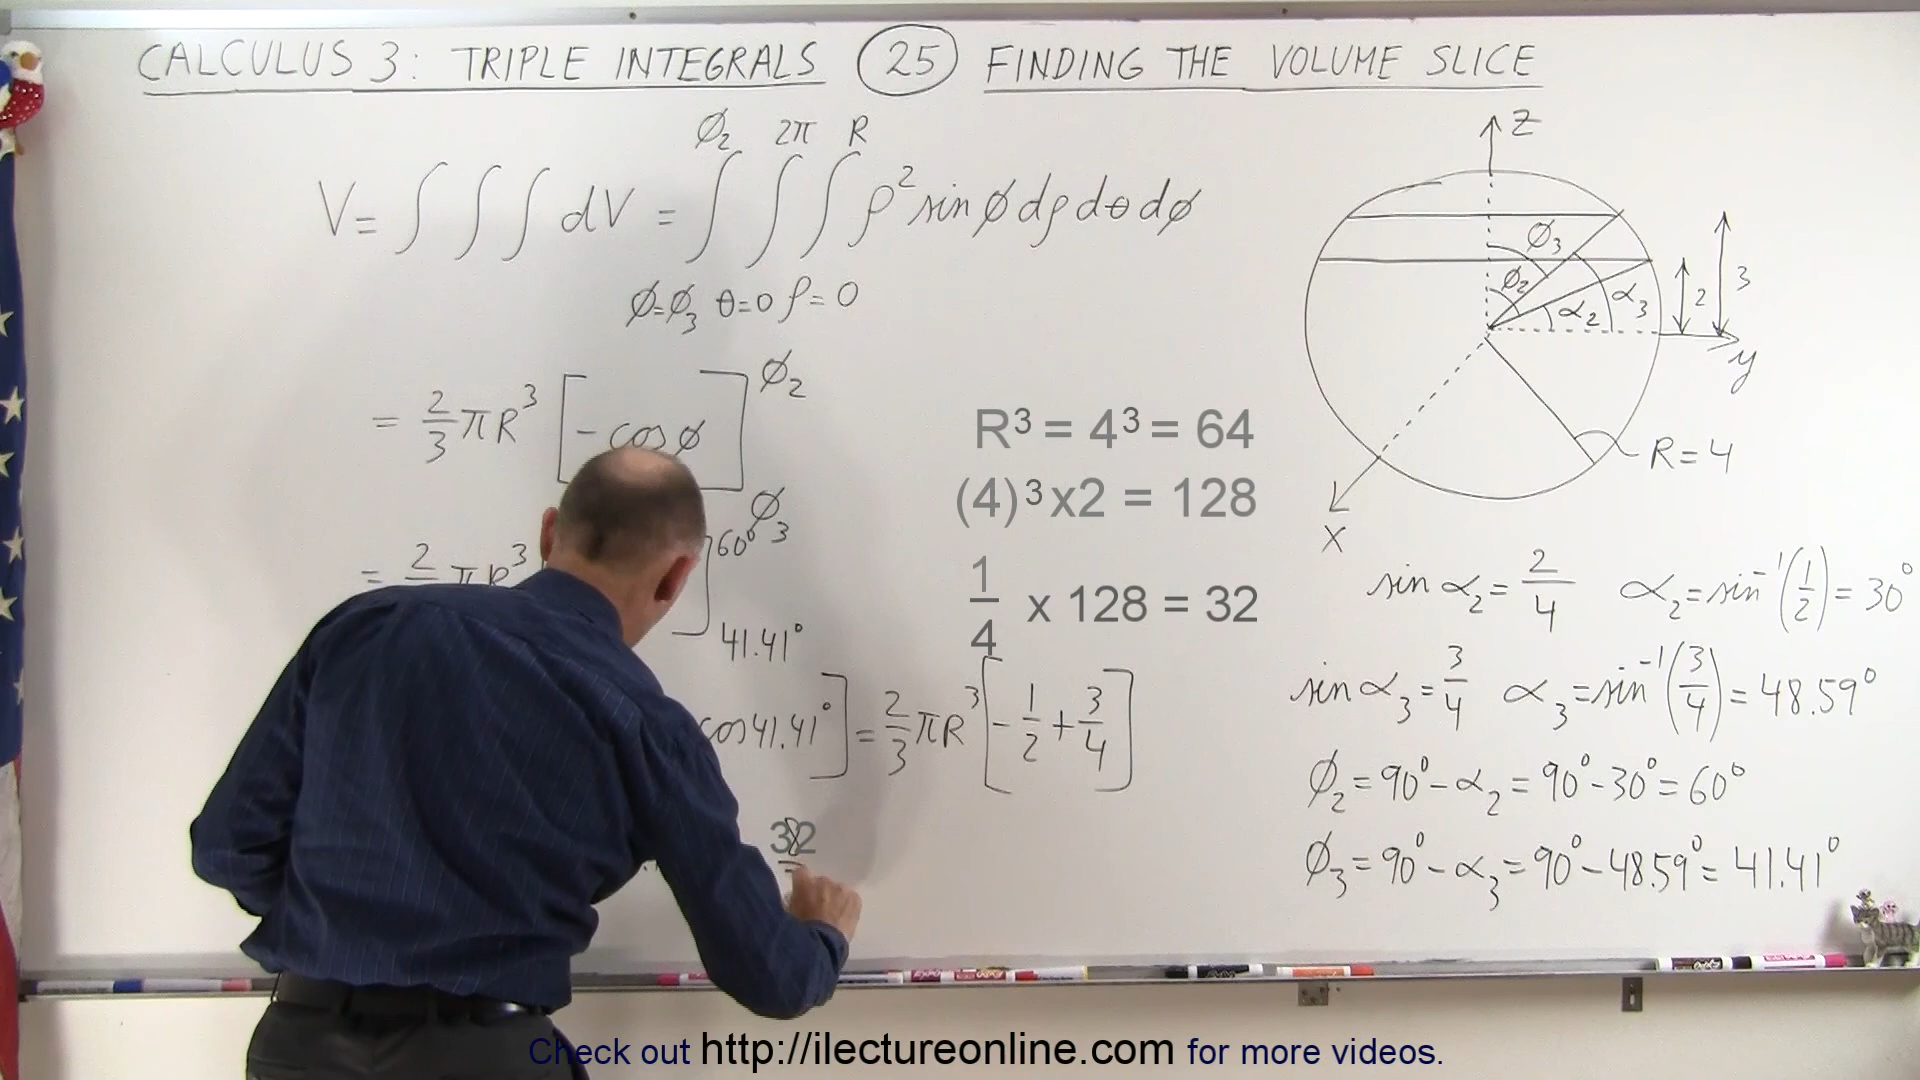 CALCULUS 3: TRIPLE INTEGRALS (25) FINDING THE VOLUME SLICE
V = ∫ ∫ ∫ dV = ∫ ∫ ∫ ρ² sin ϕ dρ dθ dϕ
ϕ₂ 2π R
ϕ=ϕ₃ θ=0 ρ=0
= 2/3 πR³ [-cos ϕ] ϕ₂ ϕ₃
= 2/3 πR³ ] 60° 41.41°
cos 41.41°] = 2/3 πR³ [-1/2 + 3/4]
32
R³ = 4³ = 64
(4)³x2 = 128
1/4 x 128 = 32
Z
ϕ₃
ϕ₂
α₂
α₃
2
3
y
R=4
X
sin α₂ = 2/4 α₂ = sin⁻¹(1/2) = 30°
sin α₃ = 3/4 α₃ = sin⁻¹(3/4) = 48.59°
ϕ₂ = 90° - α₂ = 90° - 30° = 60°
ϕ₃ = 90° - α₃ = 90° - 48.59° = 41.41°
EXPO
Check out http://ilectureonline.com for more videos.